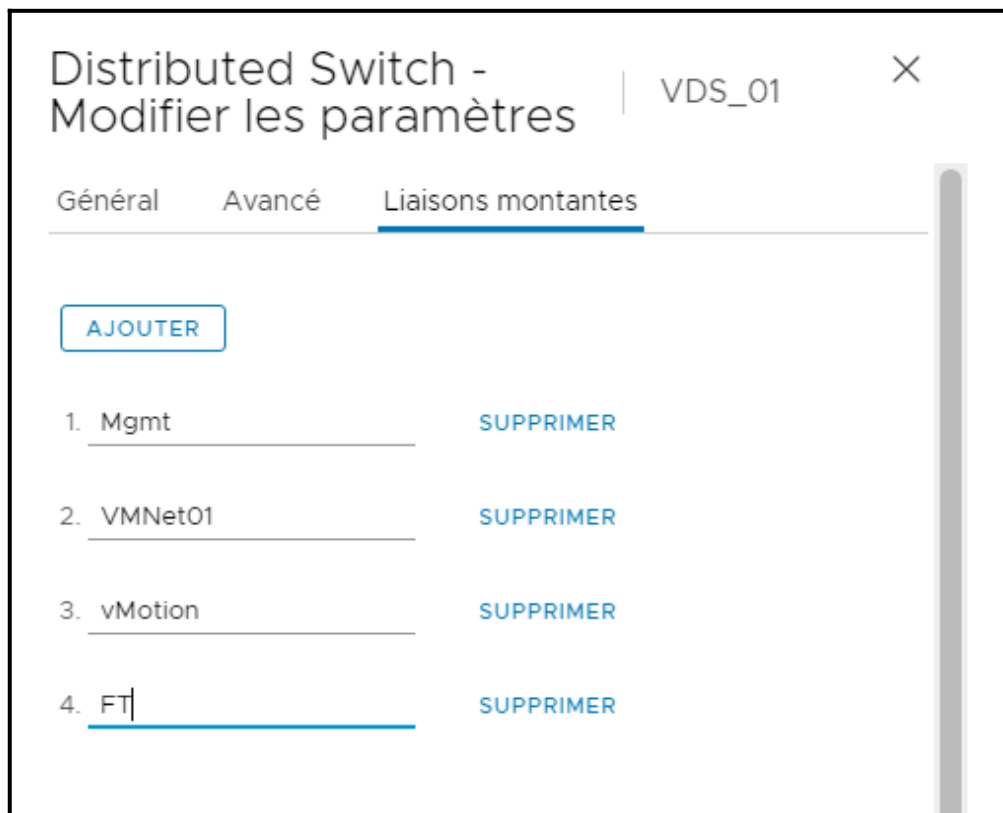 Distributed Switch -
Modifier les paramètres
VDS_01
Général Avancé Liaisons montantes
AJOUTER
1. Mgmt SUPPRIMER
2. VMNet01 SUPPRIMER
3. vMotion SUPPRIMER
4. FT SUPPRIMER